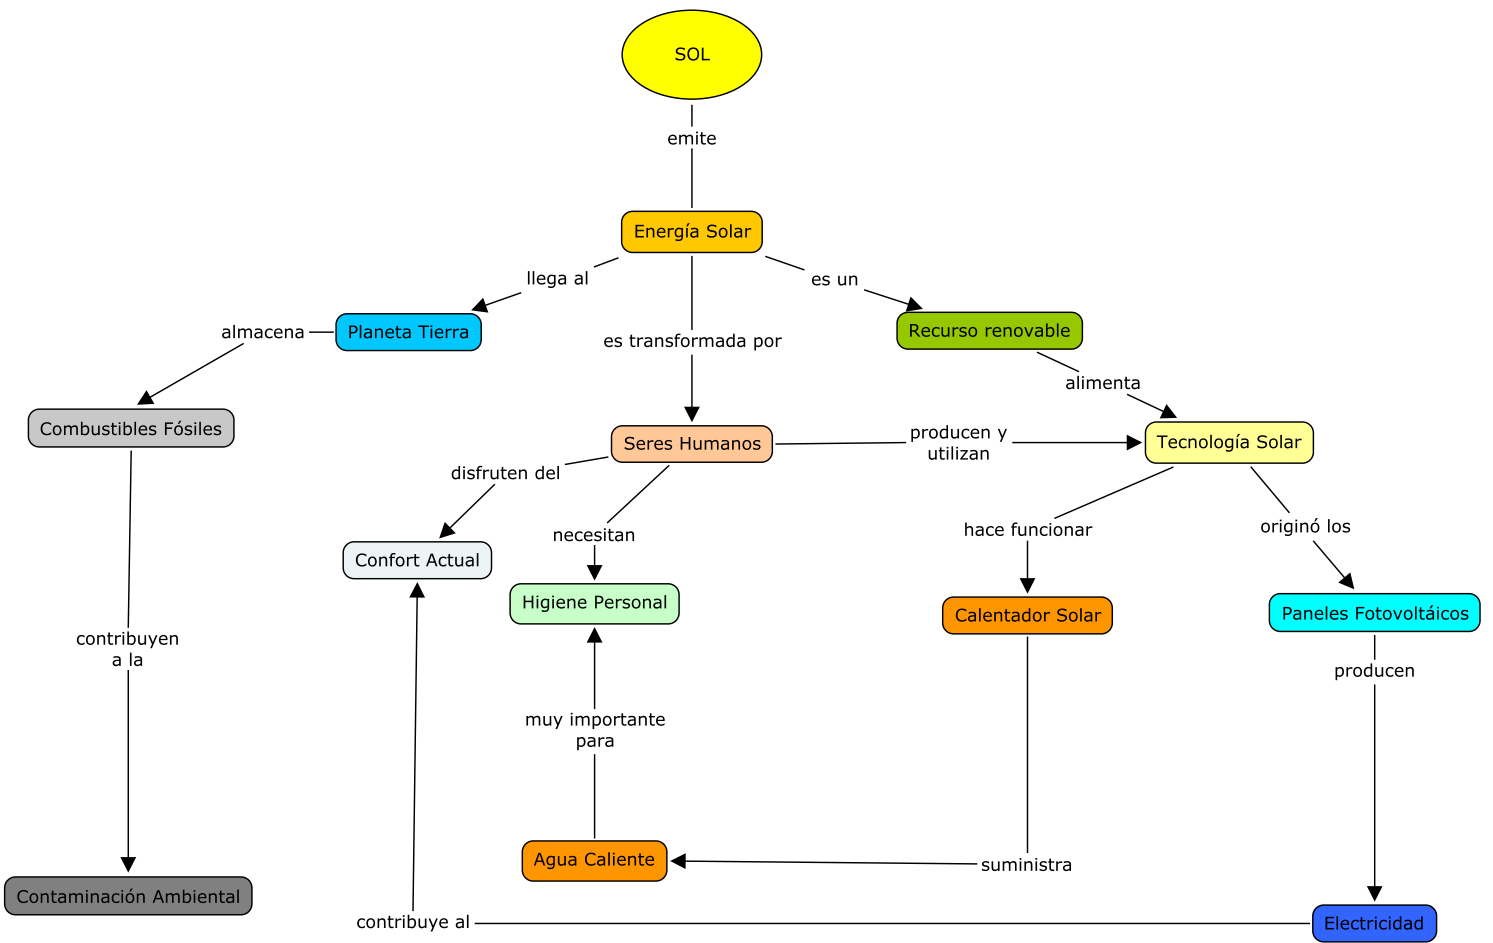 SOL
emite
Energía Solar
llega al
es un
Planeta Tierra
almacena
es transformada por
Recurso renovable
alimenta
Combustibles Fósiles
Seres Humanos
producen y
utilizan
Tecnología Solar
disfruten del
necesitan
hace funcionar
originó los
Confort Actual
Higiene Personal
Calentador Solar
Paneles Fotovoltáicos
contribuyen
a la
producen
muy importante
para
Agua Caliente
suministra
Contaminación Ambiental
contribuye al
Electricidad